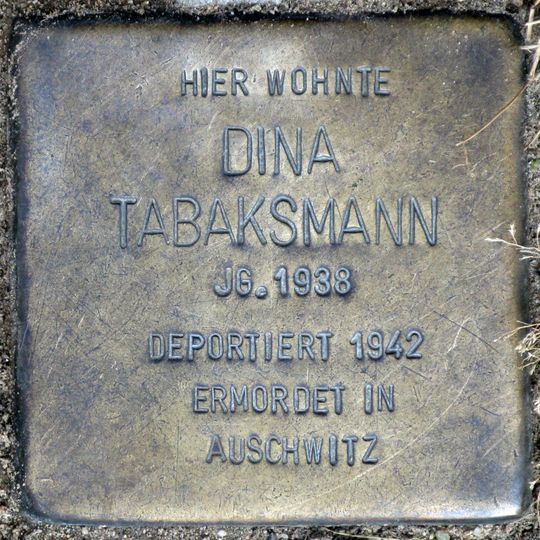 HIER WOHNTE
DINA
TABAKSMANN
JG. 1938
DEPORTIERT 1942
ERMORDET IN
AUSCHWITZ